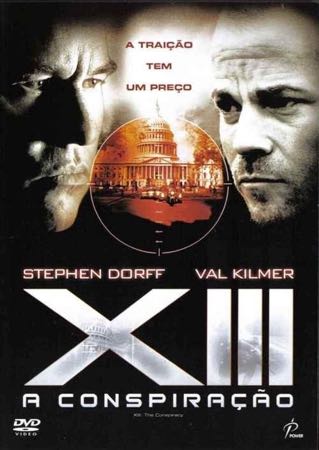 A TRAIÇÃO
TEM
UM PREÇO
STEPHEN DORFF VAL KILMER
XIII
A CONSPIRAÇÃO
XIII: The Conspiracy
DVD
VIDEO
POWER